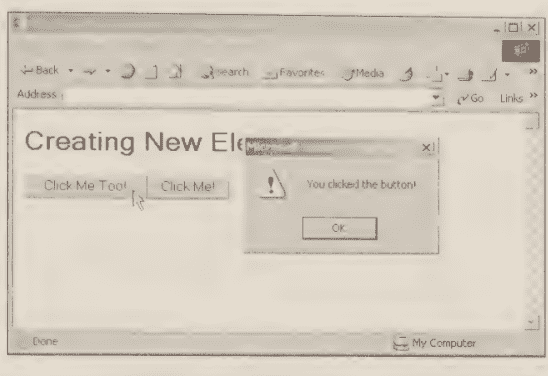 Back Search Favorites Media
Address Go Links »
Creating New Ele
Click Me Too! Click Me!
You clicked the button!
OK
Done My Computer